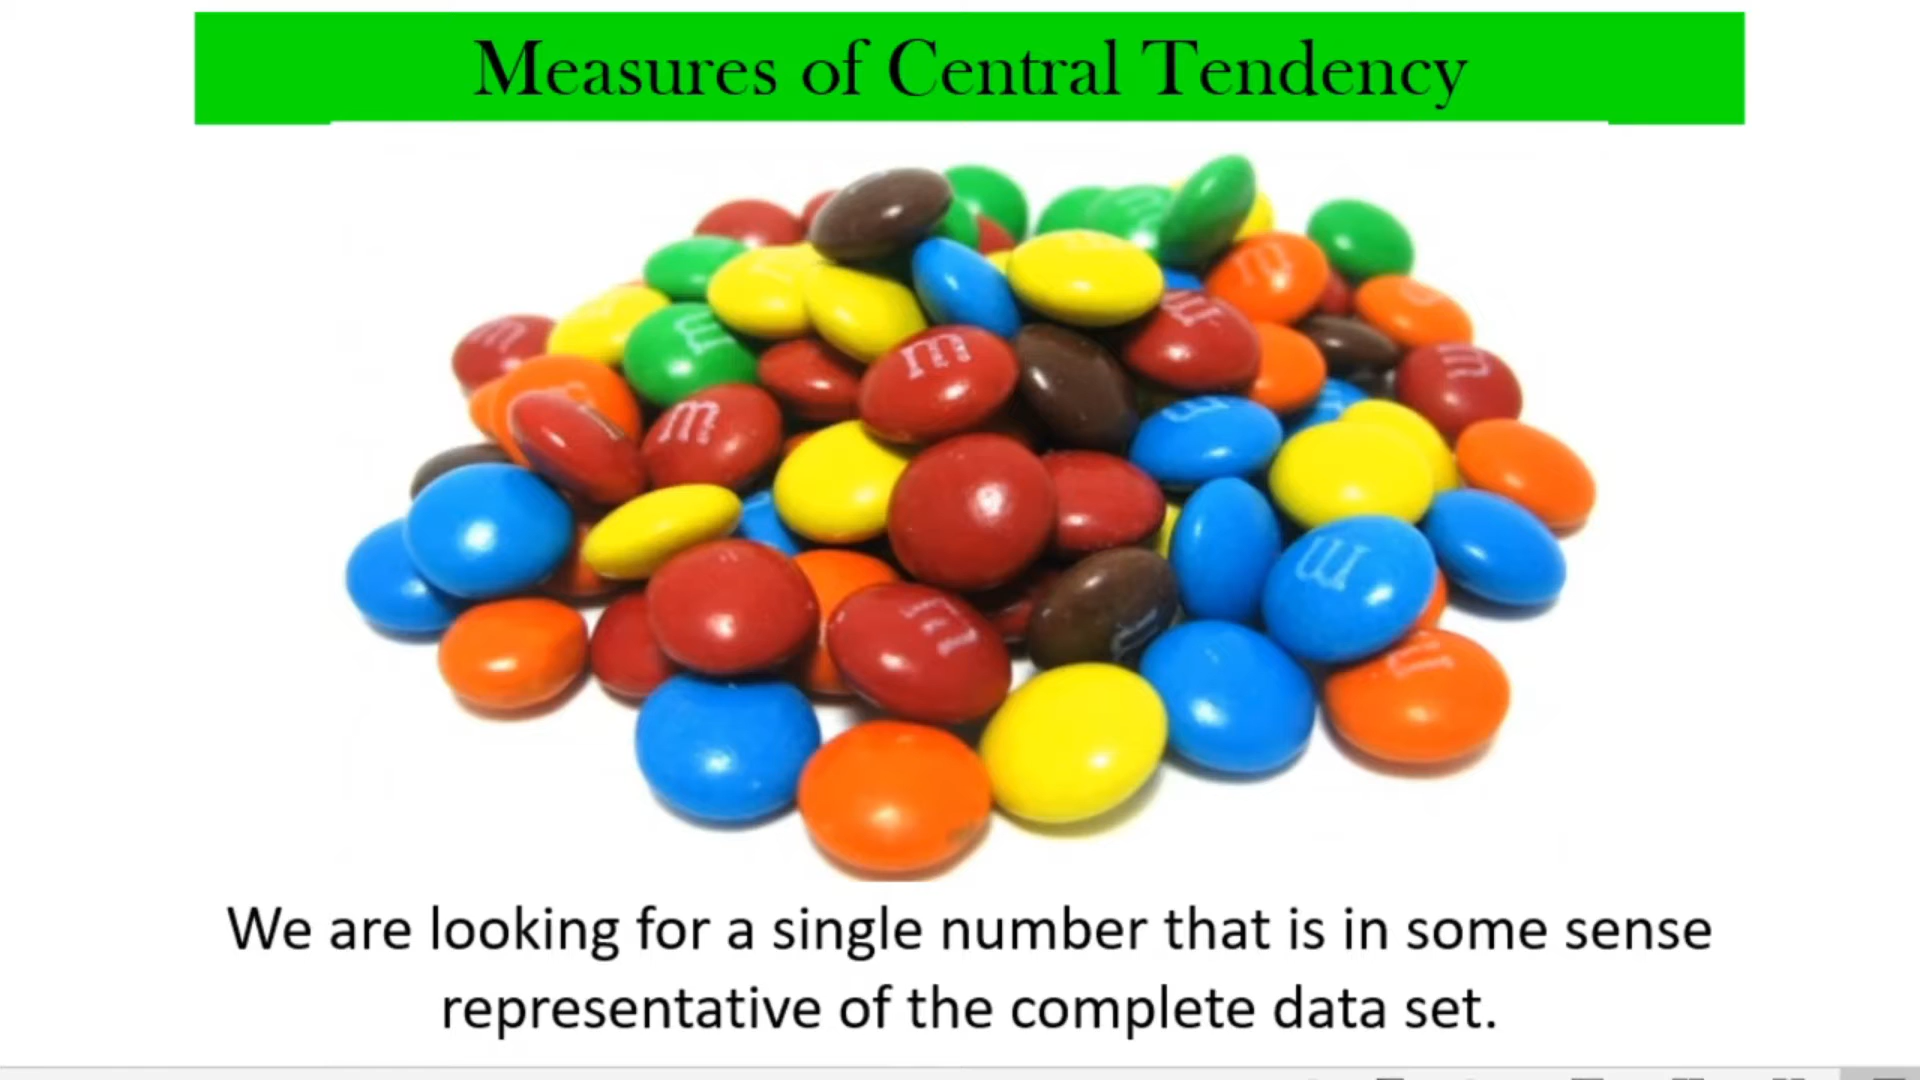 Measures of Central Tendency
m
m
m
m
m
m
m
m
m
m
m
We are looking for a single number that is in some sense
representative of the complete data set.